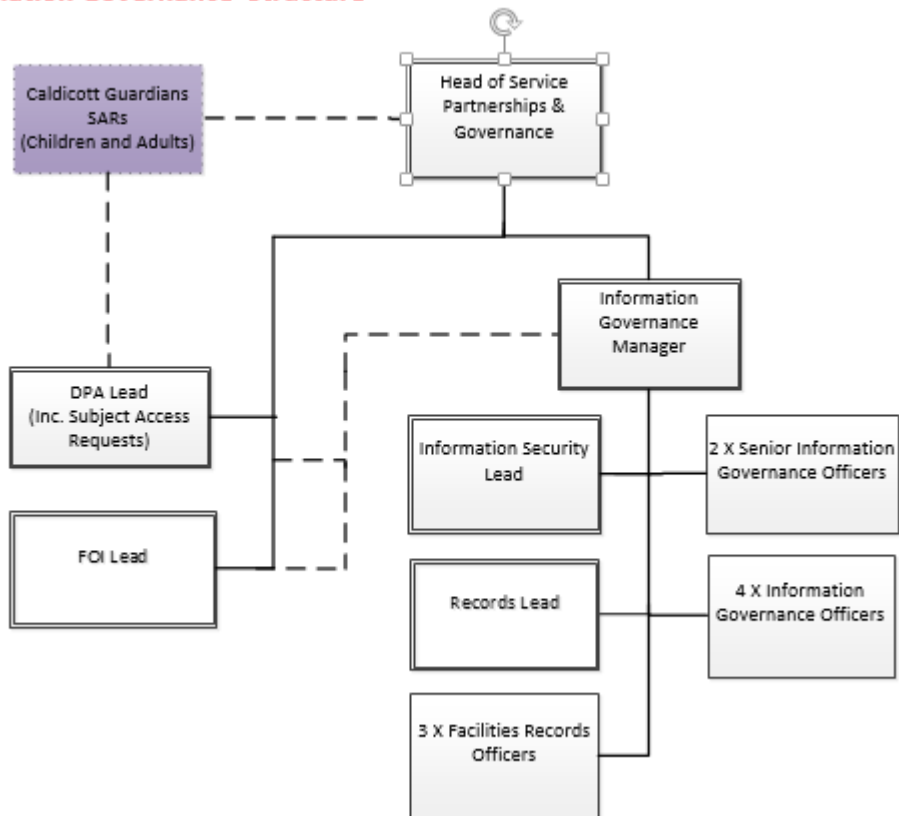 Governance Structure
Caldicott Guardians
SARs
(Children and Adults)
Head of Service
Partnerships &
Governance
Information
Governance
Manager
DPA Lead
(Inc. Subject Access
Requests)
FOI Lead
Information Security
Lead
2 X Senior Information
Governance Officers
Records Lead
4 X Information
Governance Officers
3 X Facilities Records
Officers